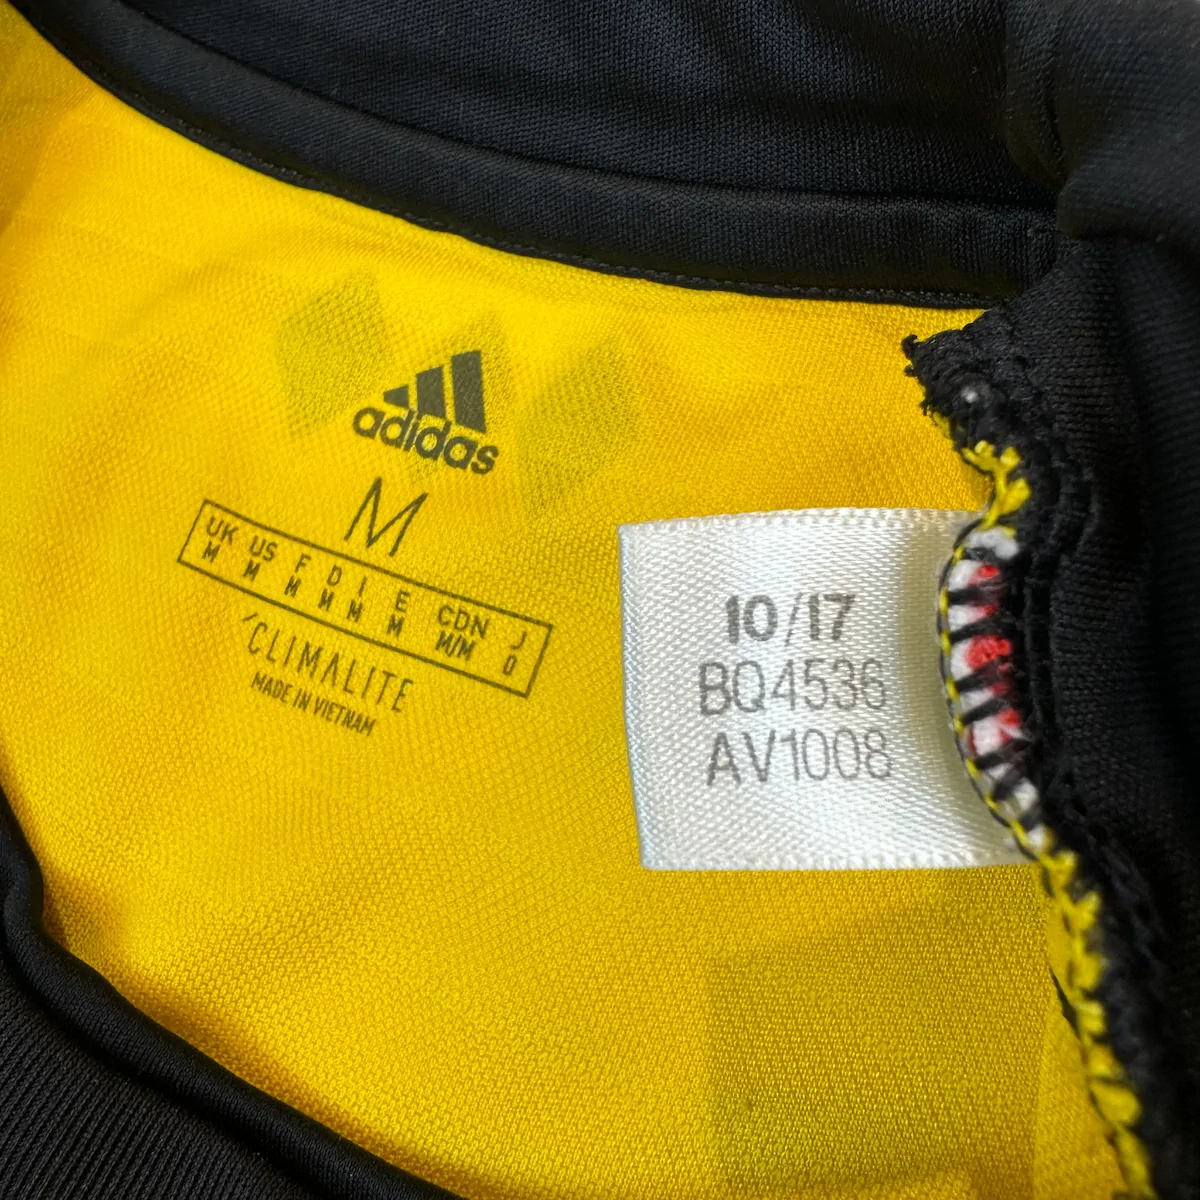 adidas
M
UK US F D I E CDN J
M M M M M M M/M O
CLIMALITE
MADE IN VIETNAM
10/17
BQ4536
AV1008